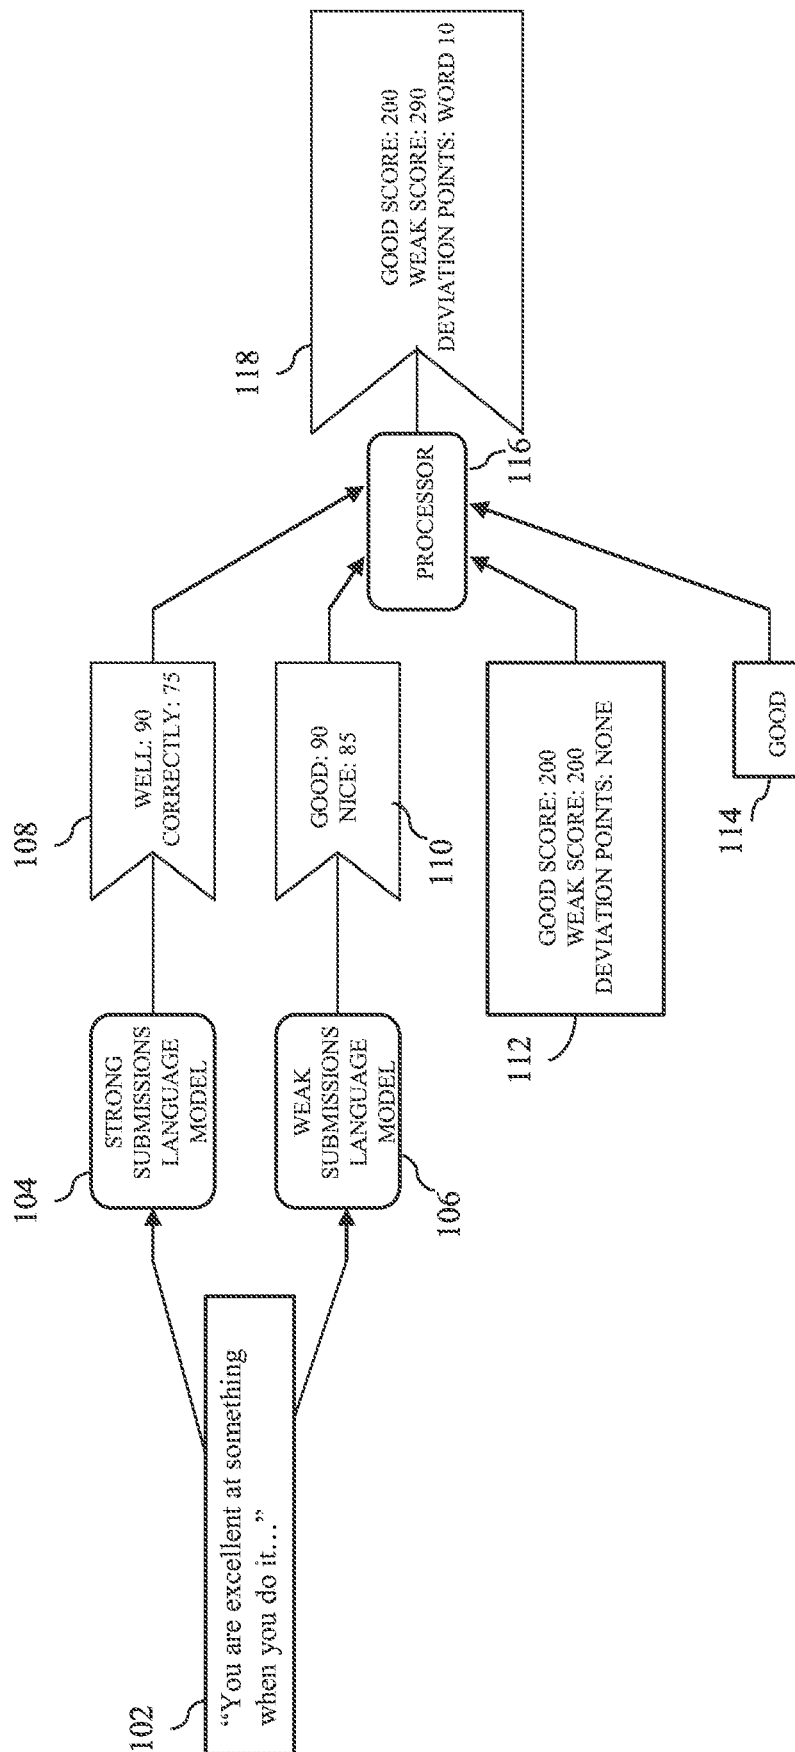 102
“You are excellent at something
when you do it…”
104
STRONG
SUBMISSIONS
LANGUAGE
MODEL
106
WEAK
SUBMISSIONS
LANGUAGE
MODEL
108
WELL: 90
CORRECTLY: 75
110
GOOD: 90
NICE: 85
112
GOOD SCORE: 200
WEAK SCORE: 200
DEVIATION POINTS: NONE
114
GOOD
116
PROCESSOR
118
GOOD SCORE: 200
WEAK SCORE: 290
DEVIATION POINTS: WORD 10